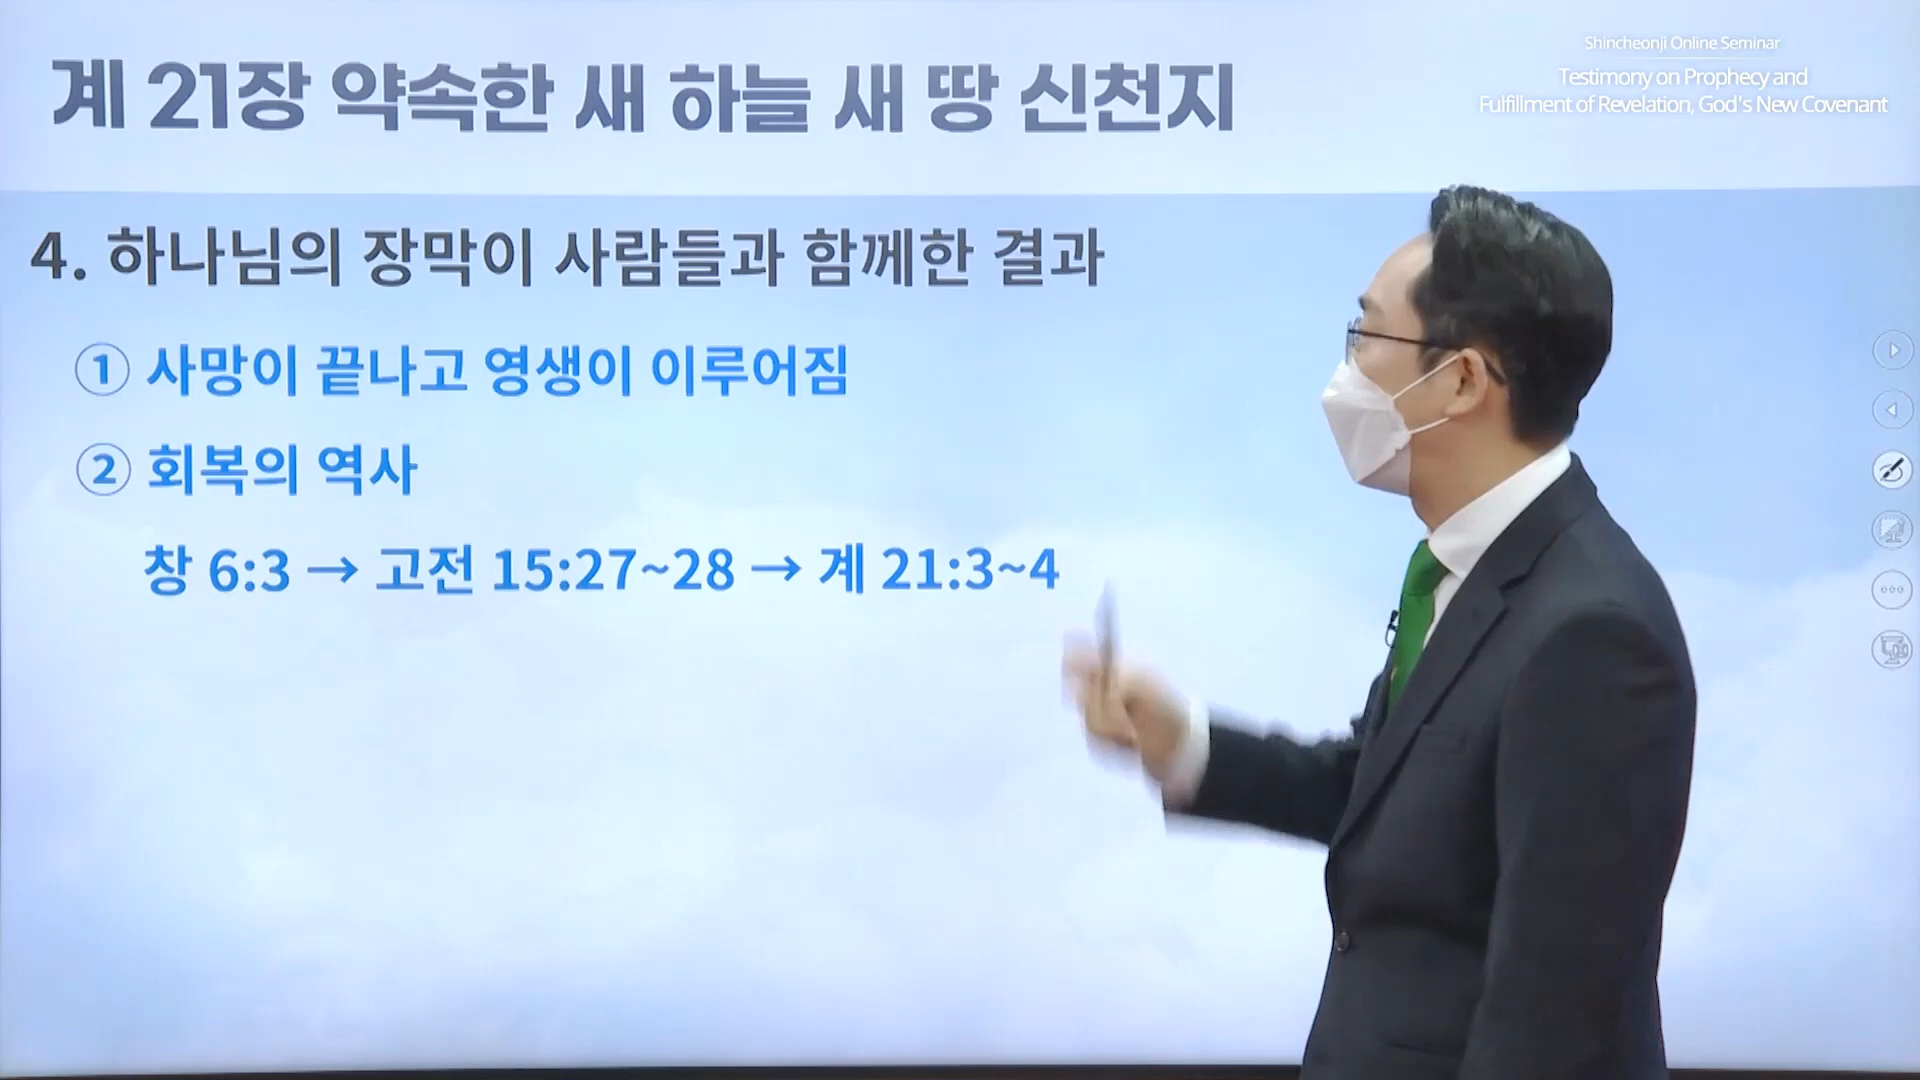 Shincheonji Online Seminar
Testimony on Prophecy and
Fulfillment of Revelation, God's New Covenant
계 21장 약속한 새 하늘 새 땅 신천지
4. 하나님의 장막이 사람들과 함께한 결과
① 사망이 끝나고 영생이 이루어짐
② 회복의 역사
창 6:3 → 고전 15:27~28 → 계 21:3~4